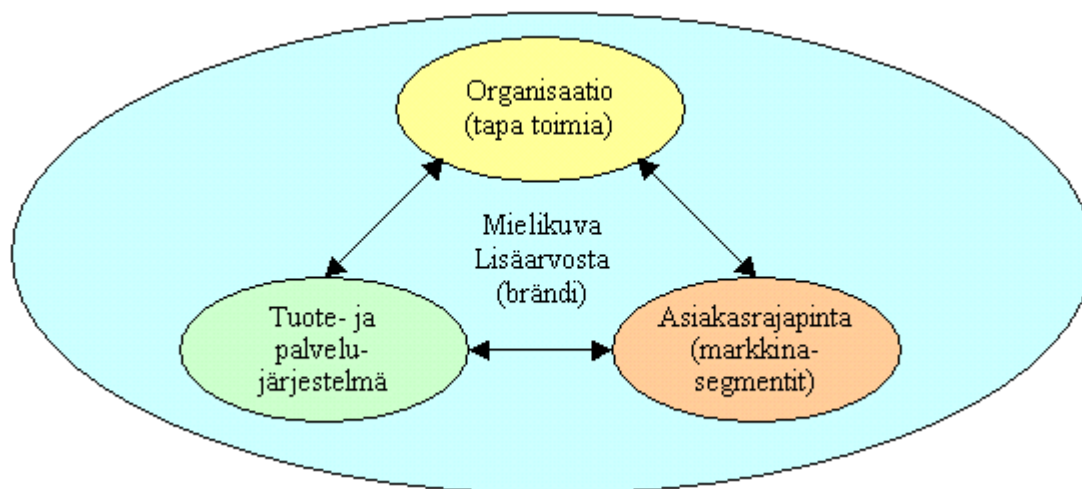 Organisaatio
(tapa toimia)
Mielikuva
Lisäarvosta
(brändi)
Tuote- ja
palvelu-
järjestelmä
Asiakasrajapinta
(markkina-
segmentit)